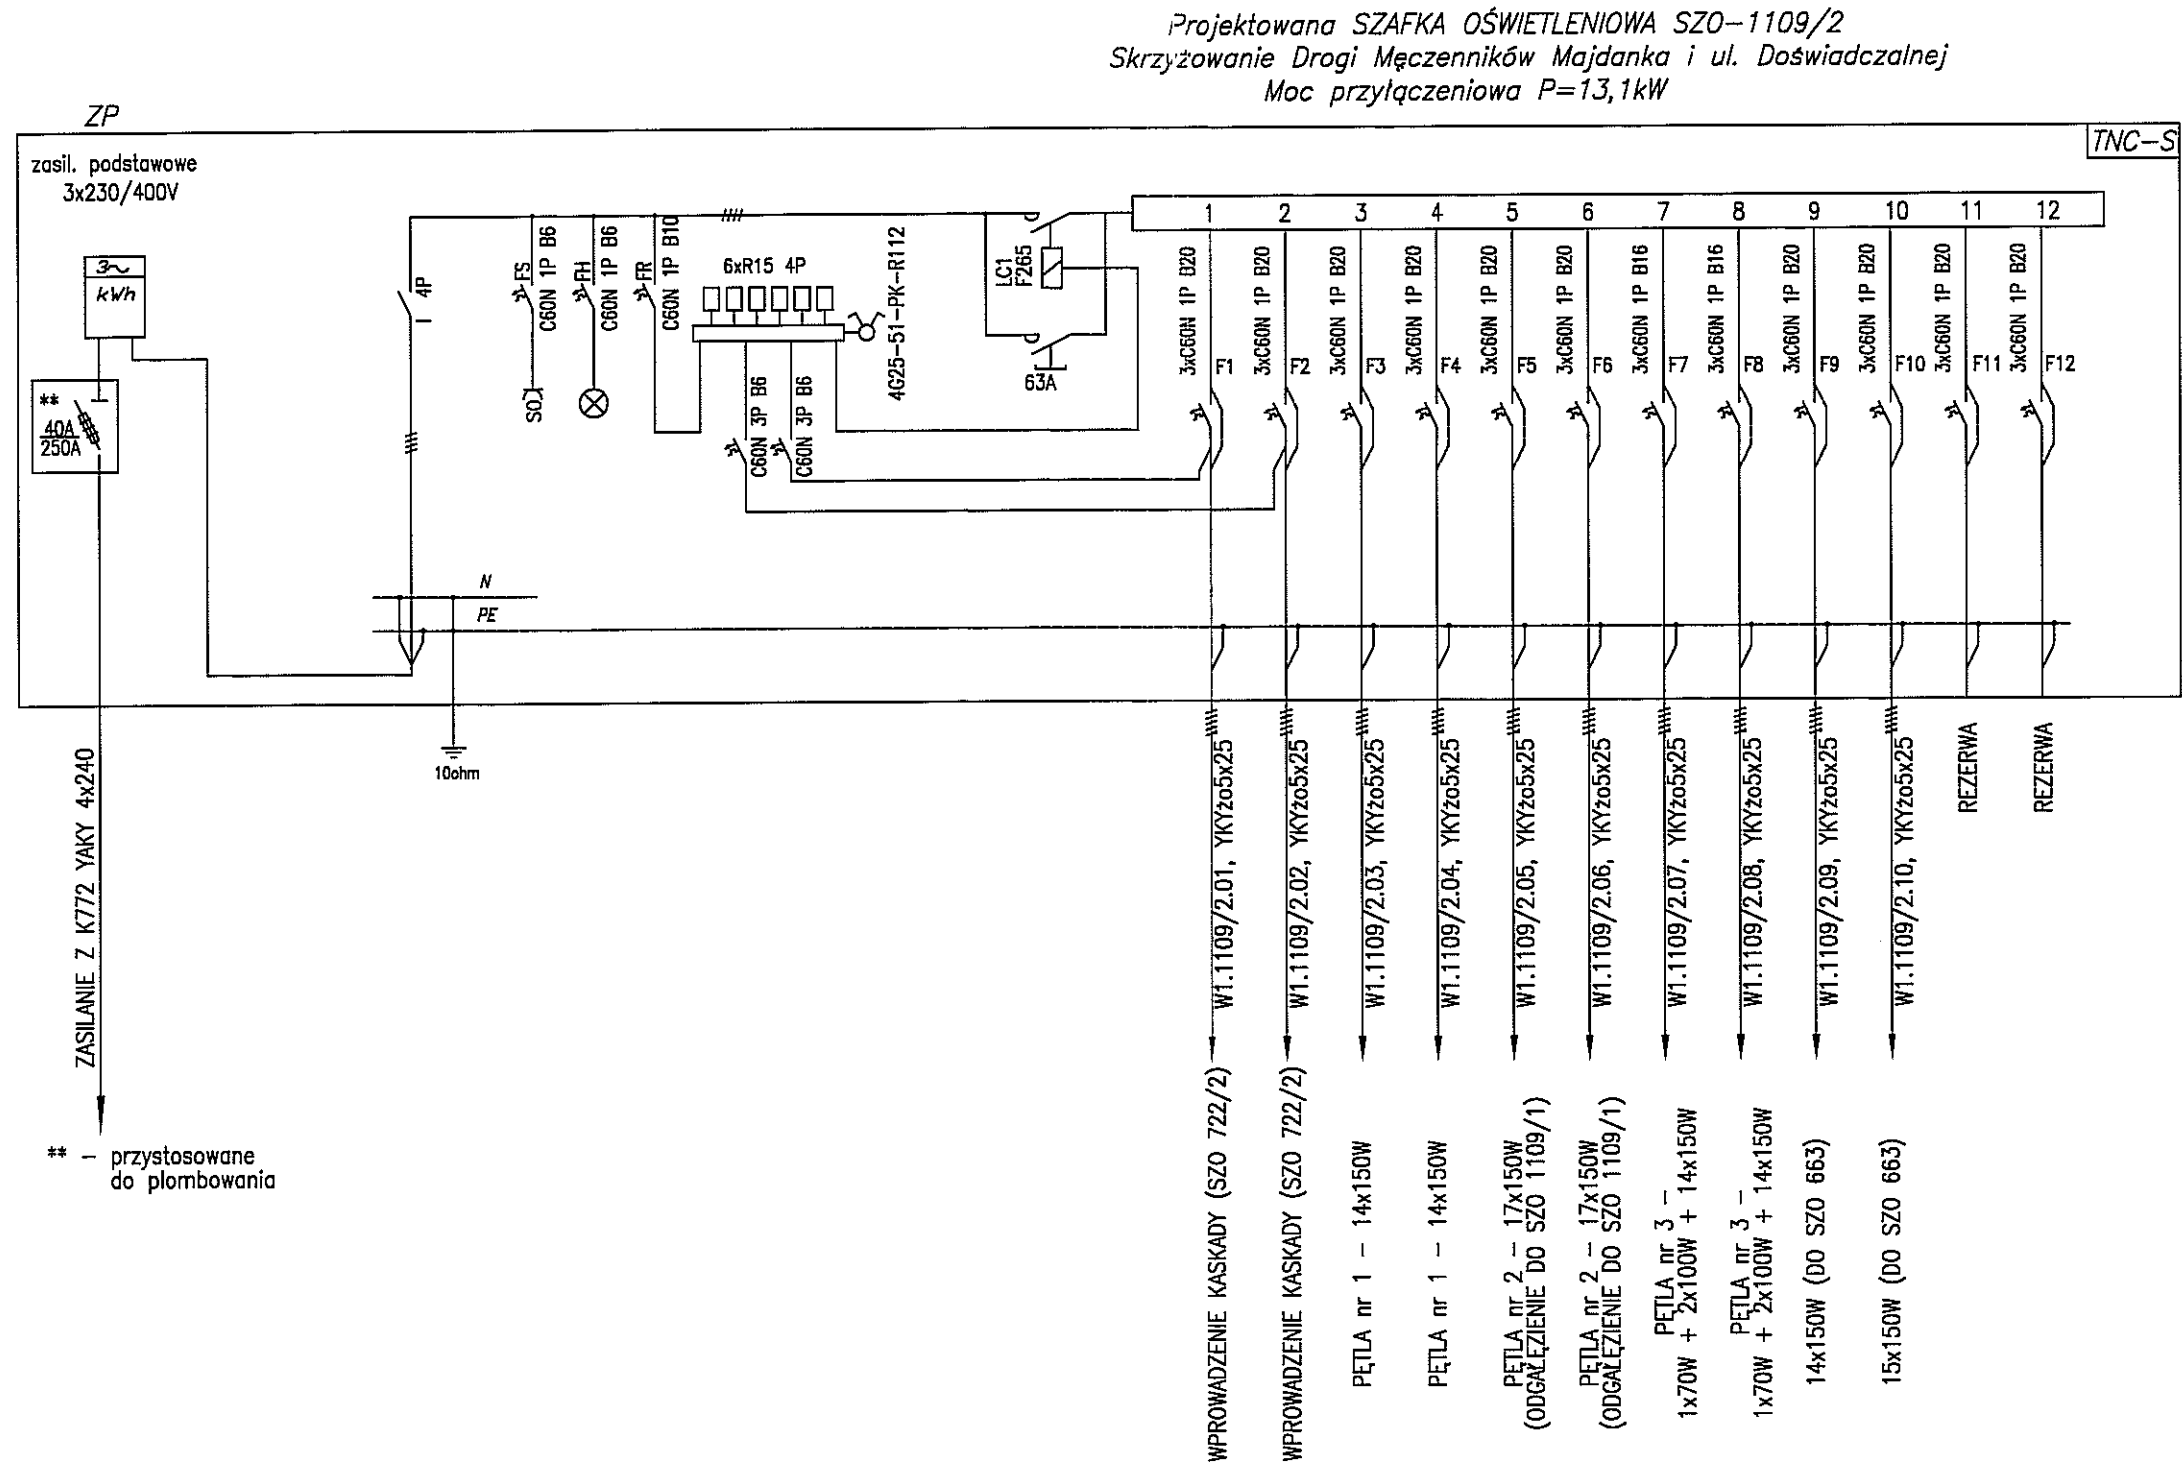 Projektowana SZAFKA OŚWIETLENIOWA SZO-1109/2
Skrzyżowanie Drogi Męczenników Majdanka i ul. Doświadczalnej
Moc przyłączeniowa P=13,1kW
ZP
TNC-S
zasil. podstawowe
3x230/400V
3~
kWh
**
40A
250A
4P
FS
C60N 1P B6
FH
C60N 1P B6
FR
C60N 1P B10
SO
6xR15 4P
4G25-51-PK-R112
C60N 3P B6
C60N 3P B6
LC1
F265
63A
1 2 3 4 5 6 7 8 9 10 11 12
3xC60N 1P B20
F1
3xC60N 1P B20
F2
3xC60N 1P B20
F3
3xC60N 1P B20
F4
3xC60N 1P B20
F5
3xC60N 1P B20
F6
3xC60N 1P B16
F7
3xC60N 1P B16
F8
3xC60N 1P B20
F9
3xC60N 1P B20
F10
3xC60N 1P B20
F11
3xC60N 1P B20
F12
N
PE
10ohm
ZASILANIE Z K772 YAKY 4x240
** - przystosowane
do plombowania
W1.1109/2.01, YKYżo5x25
W1.1109/2.02, YKYżo5x25
W1.1109/2.03, YKYżo5x25
W1.1109/2.04, YKYżo5x25
W1.1109/2.05, YKYżo5x25
W1.1109/2.06, YKYżo5x25
W1.1109/2.07, YKYżo5x25
W1.1109/2.08, YKYżo5x25
W1.1109/2.09, YKYżo5x25
W1.1109/2.10, YKYżo5x25
REZERWA
REZERWA
WPROWADZENIE KASKADY (SZO 722/2)
WPROWADZENIE KASKADY (SZO 722/2)
PĘTLA nr 1 - 14x150W
PĘTLA nr 1 - 14x150W
PĘTLA nr 2 - 17x150W
(ODGAŁĘZIENIE DO SZO 1109/1)
PĘTLA nr 2 - 17x150W
(ODGAŁĘZIENIE DO SZO 1109/1)
PĘTLA nr 3 -
1x70W + 2x100W + 14x150W
PĘTLA nr 3 -
1x70W + 2x100W + 14x150W
14x150W (DO SZO 663)
15x150W (DO SZO 663)